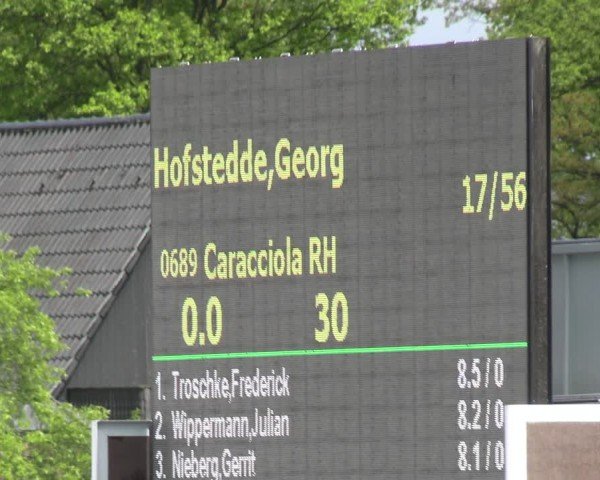 Hofstedde,Georg
17/56
0689 Caracciola RH
0.0 30
1. Troschke,Frederick 8.5/0
2. Wippermann,Julian 8.2/0
3. Nieberg,Gerrit 8.1/0